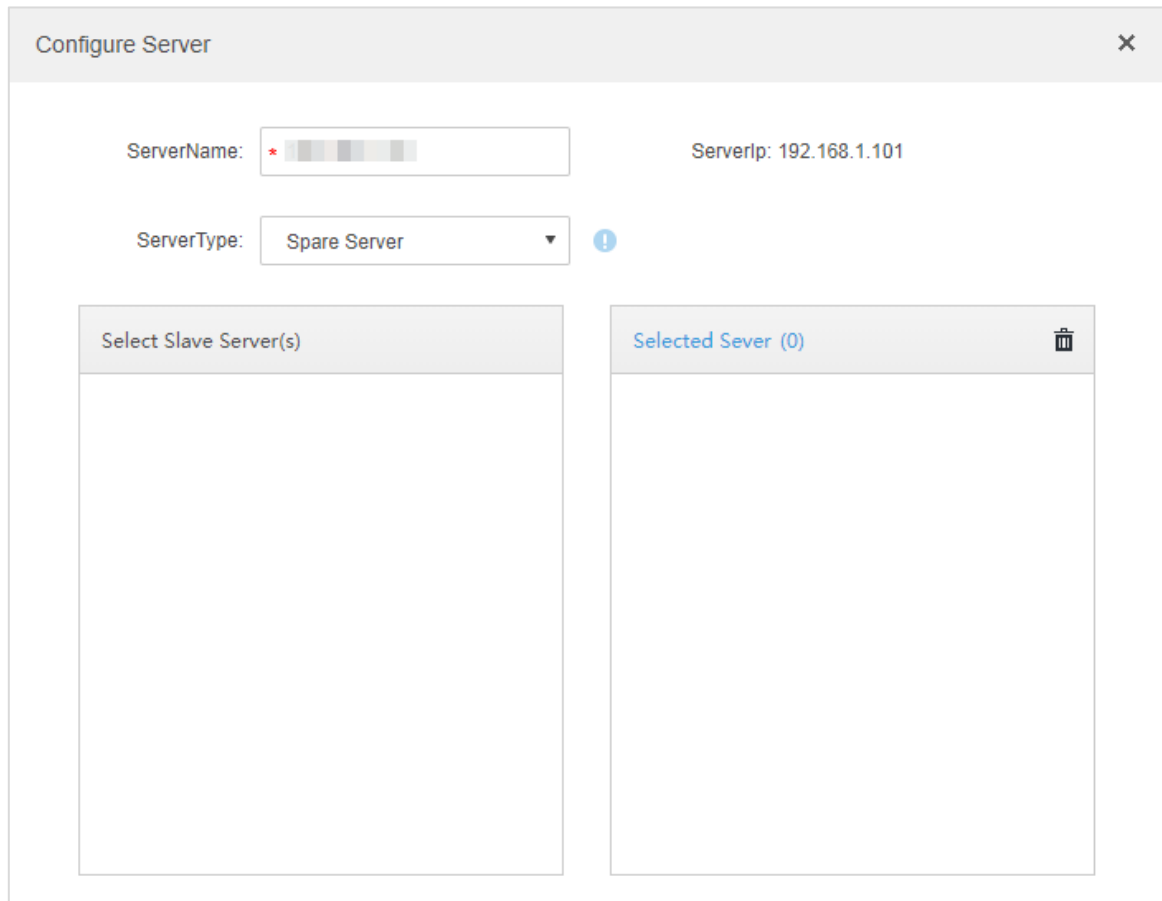 Configure Server ×
ServerName: * ServerIp: 192.168.1.101
ServerType: Spare Server
Select Slave Server(s) Selected Sever (0)